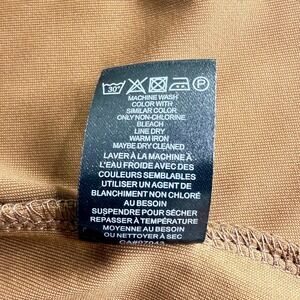 30°
P
MACHINE WASH
COLOR WITH
SIMILAR COLOR
ONLY NON-CHLORINE
BLEACH
LINE DRY
WARM IRON
MAYBE DRY CLEANED
LAVER À LA MACHINE À
L'EAU FROIDE AVEC DES
COULEURS SEMBLABLES
UTILISER UN AGENT DE
BLANCHIMENT NON CHLORÉ
AU BESOIN
SUSPENDRE POUR SÉCHER
REPASSER À TEMPÉRATURE
MOYENNE AU BESOIN
OU NETTOYER À SEC